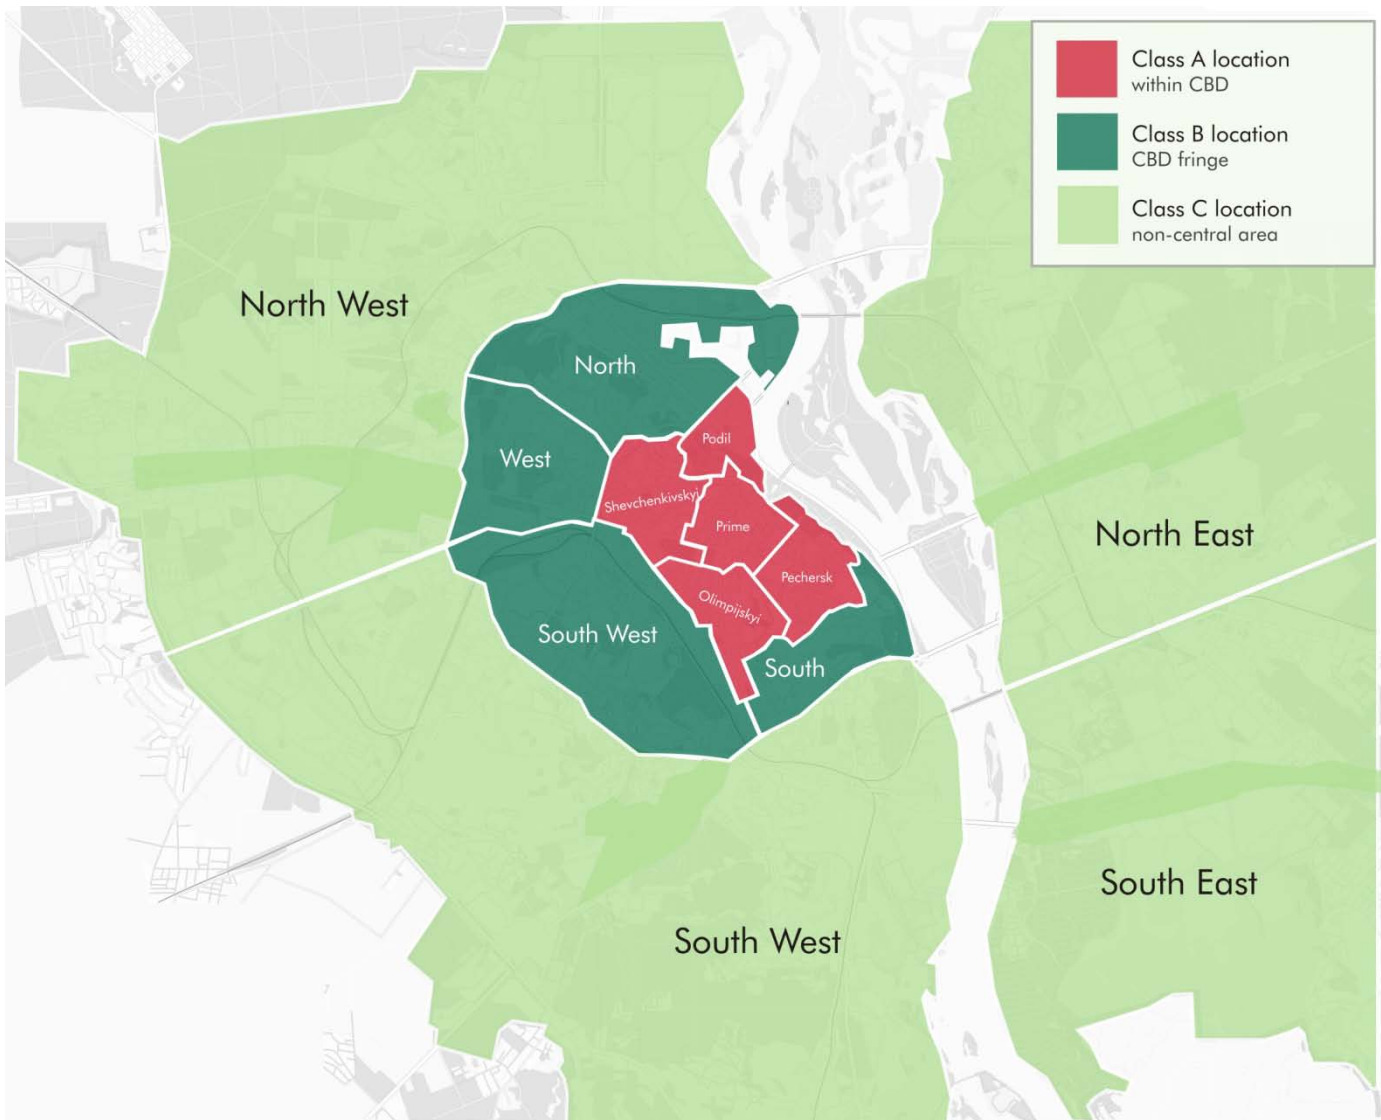 Class A location
within CBD
Class B location
CBD fringe
Class C location
non-central area
North West
North
Podil
West
Shevchenkivskyi
Prime
North East
Pechersk
Olimpijskyi
South West
South
South East
South West